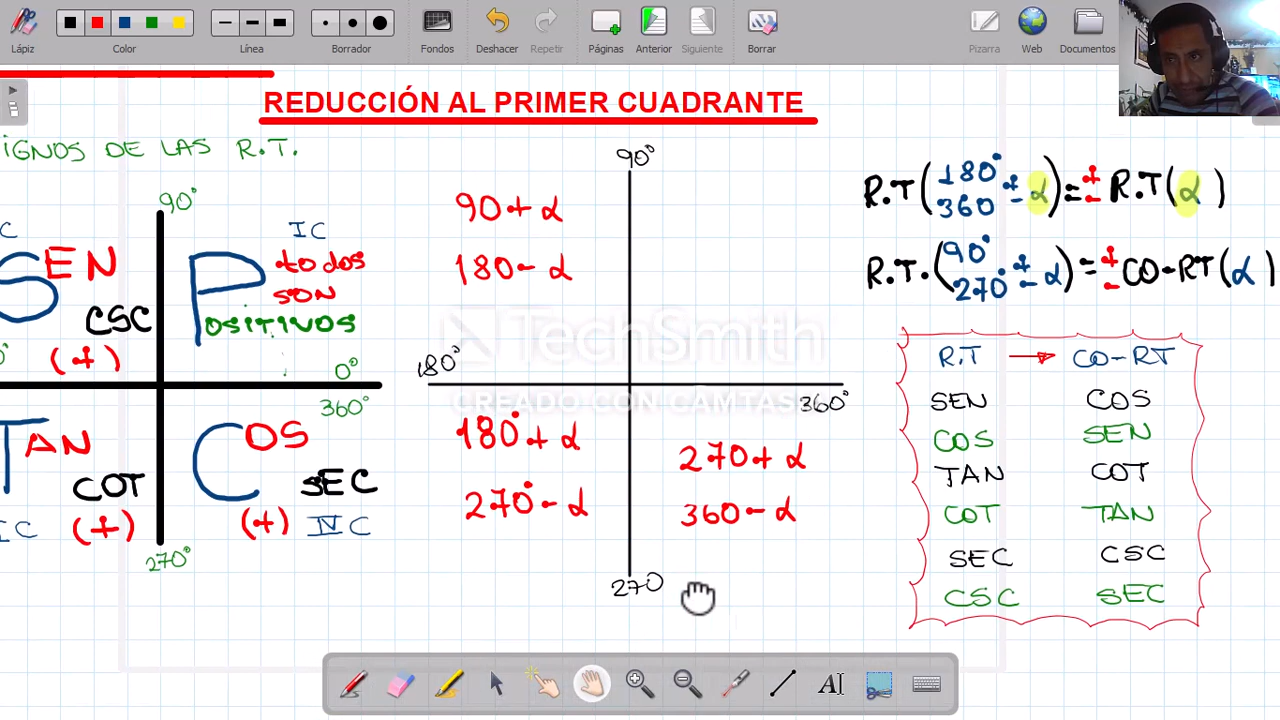 Lápiz
Color
Línea
Borrador
Fondos
Deshacer
Repetir
Páginas
Anterior
Siguiente
Borrar
Pizarra
Web
Documentos
REDUCCIÓN AL PRIMER CUADRANTE
IGNOS DE LAS R.T.
90°
C
SEN
CSC
(+)
IC
Positivos
todos
son
0°
0°
360°
TAN
COT
(+)
IC
COS
SEC
(+)
IVC
270°
90°
90+α
180-α
180°
360°
180°+α
270°-α
270+α
360-α
270
R.T(180° 360 ± α)= ± R.T(α)
R.T.(90° 270° ± α)= ± CO-RT(α)
R.T → CO-RT
SEN COS
COS SEN
TAN COT
COT TAN
SEC CSC
CSC SEC
TechSmith
CREADO CON CAMTASIA